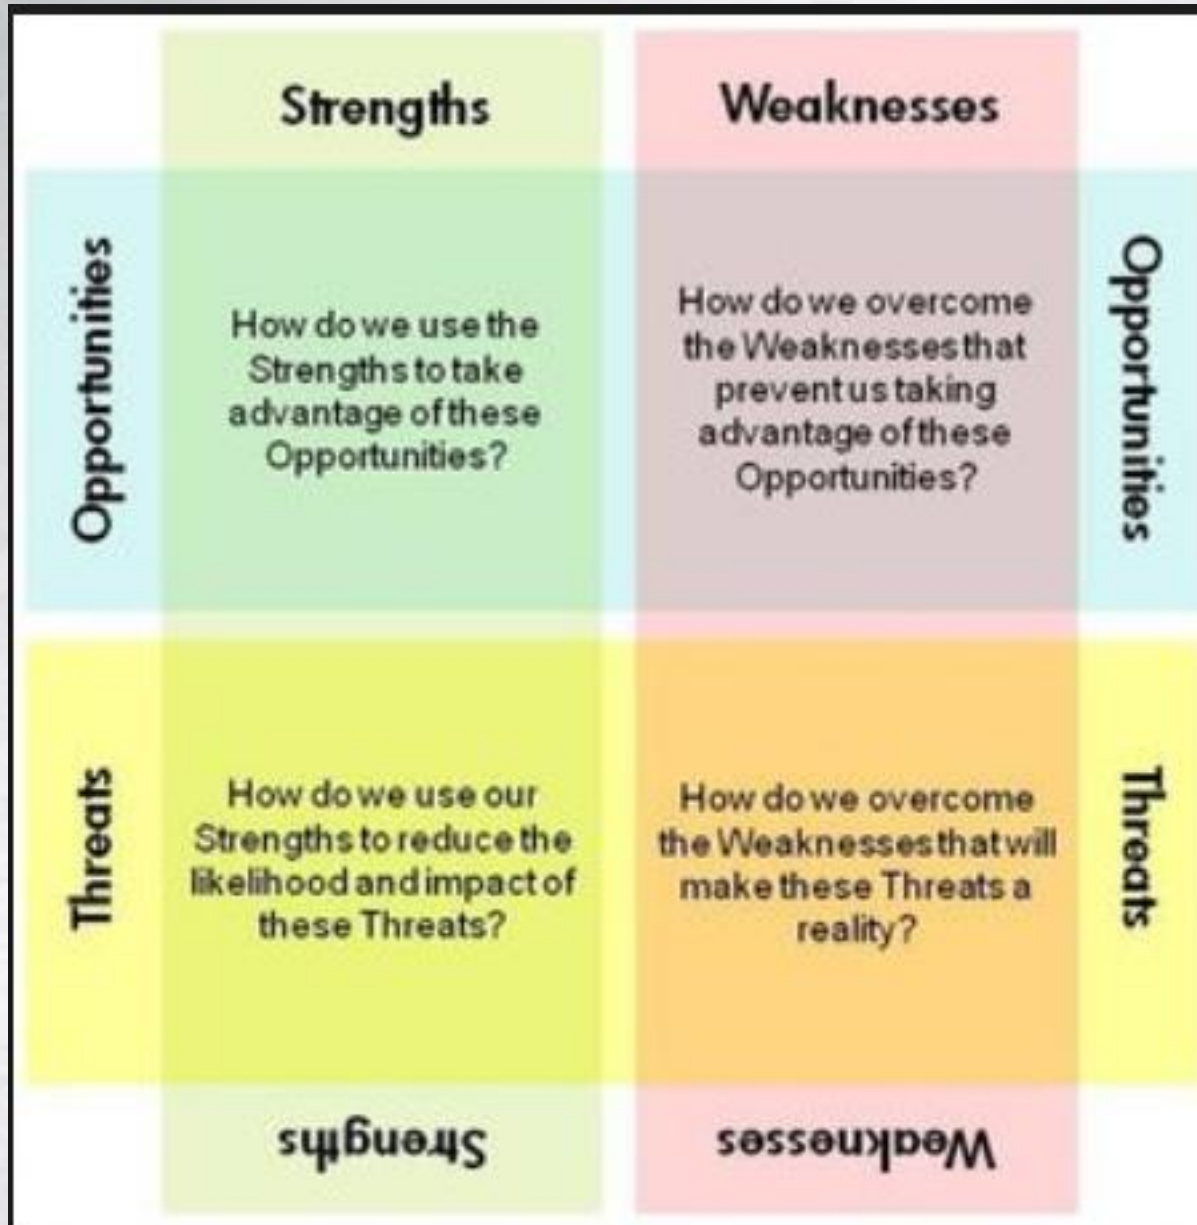 Strengths
Weaknesses
Opportunities
How do we use the
Strengths to take
advantage of these
Opportunities?
How do we overcome
the Weaknesses that
prevent us taking
advantage of these
Opportunities?
Opportunities
Threats
How do we use our
Strengths to reduce the
likelihood and impact of
these Threats?
How do we overcome
the Weaknesses that will
make these Threats a
reality?
Threats
Strengths
Weaknesses